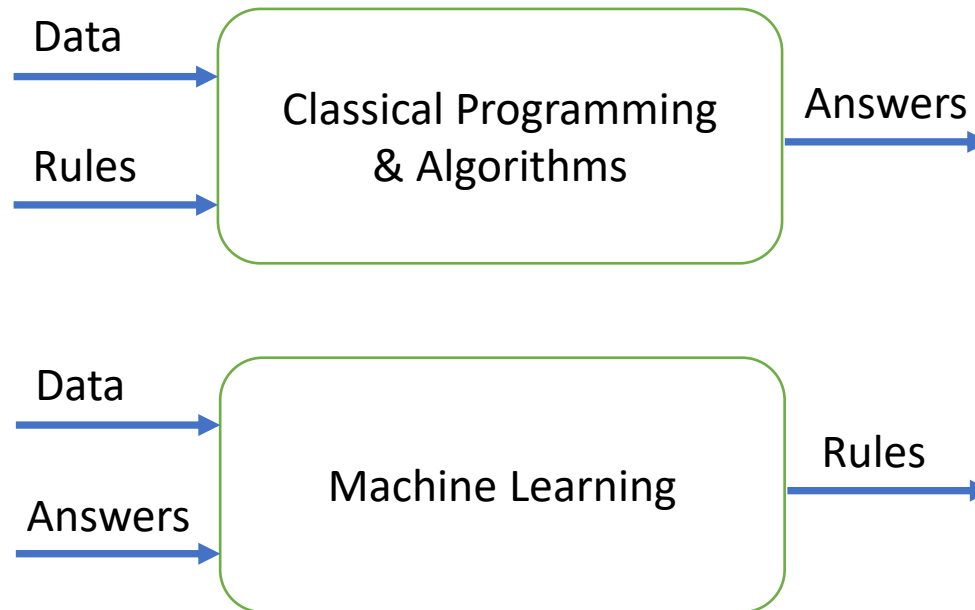 Data
Rules
Classical Programming
& Algorithms
Answers
Data
Answers
Machine Learning
Rules